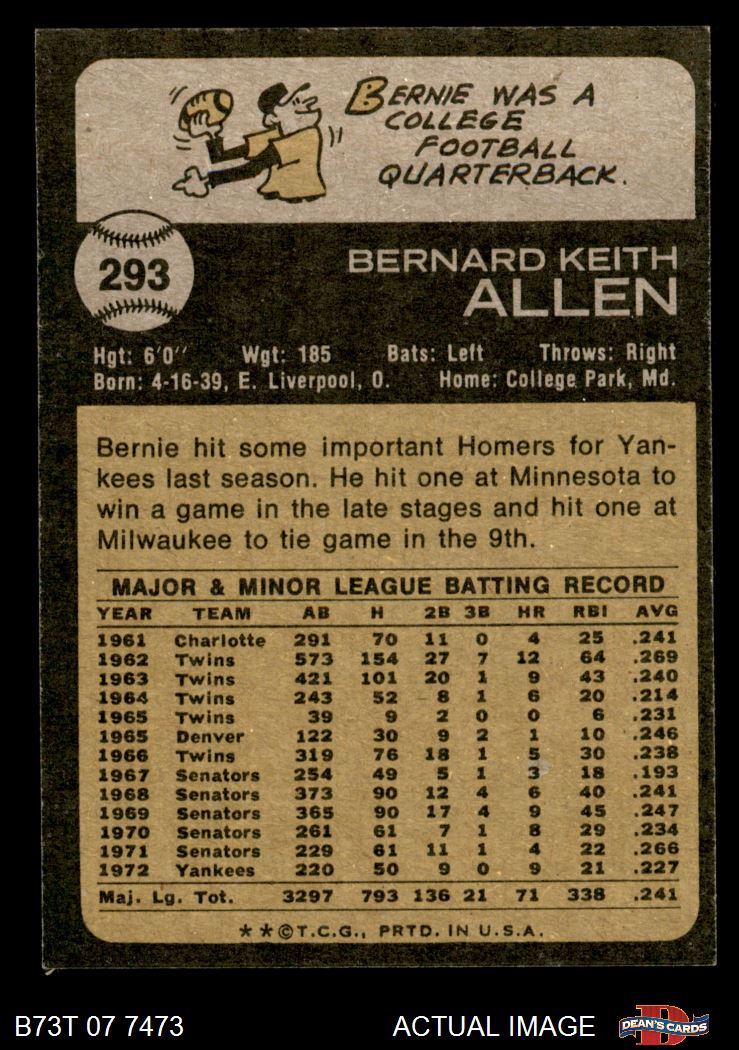 BERNIE WAS A
COLLEGE
FOOTBALL
QUARTERBACK.
293
BERNARD KEITH
ALLEN
Hgt: 6'0" Wgt: 185 Bats: Left Throws: Right
Born: 4-16-39, E. Liverpool, O. Home: College Park, Md.
Bernie hit some important Homers for Yan-
kees last season. He hit one at Minnesota to
win a game in the late stages and hit one at
Milwaukee to tie game in the 9th.
MAJOR & MINOR LEAGUE BATTING RECORD
YEAR TEAM AB H 2B 3B HR RBI AVG
1961 Charlotte 291 70 11 0 4 25 .241
1962 Twins 573 154 27 7 12 64 .269
1963 Twins 421 101 20 1 9 43 .240
1964 Twins 243 52 8 1 6 20 .214
1965 Twins 39 9 2 0 0 6 .231
1965 Denver 122 30 9 2 1 10 .246
1966 Twins 319 76 18 1 5 30 .238
1967 Senators 254 49 5 1 3 18 .193
1968 Senators 373 90 12 4 6 40 .241
1969 Senators 365 90 17 4 9 45 .247
1970 Senators 261 61 7 1 8 29 .234
1971 Senators 229 61 11 1 4 22 .266
1972 Yankees 220 50 9 0 9 21 .227
Maj. Lg. Tot. 3297 793 136 21 71 338 .241
* * © T.C.G., PRTD. IN U.S.A.
B73T 07 7473 ACTUAL IMAGE D DEAN'S CARDS